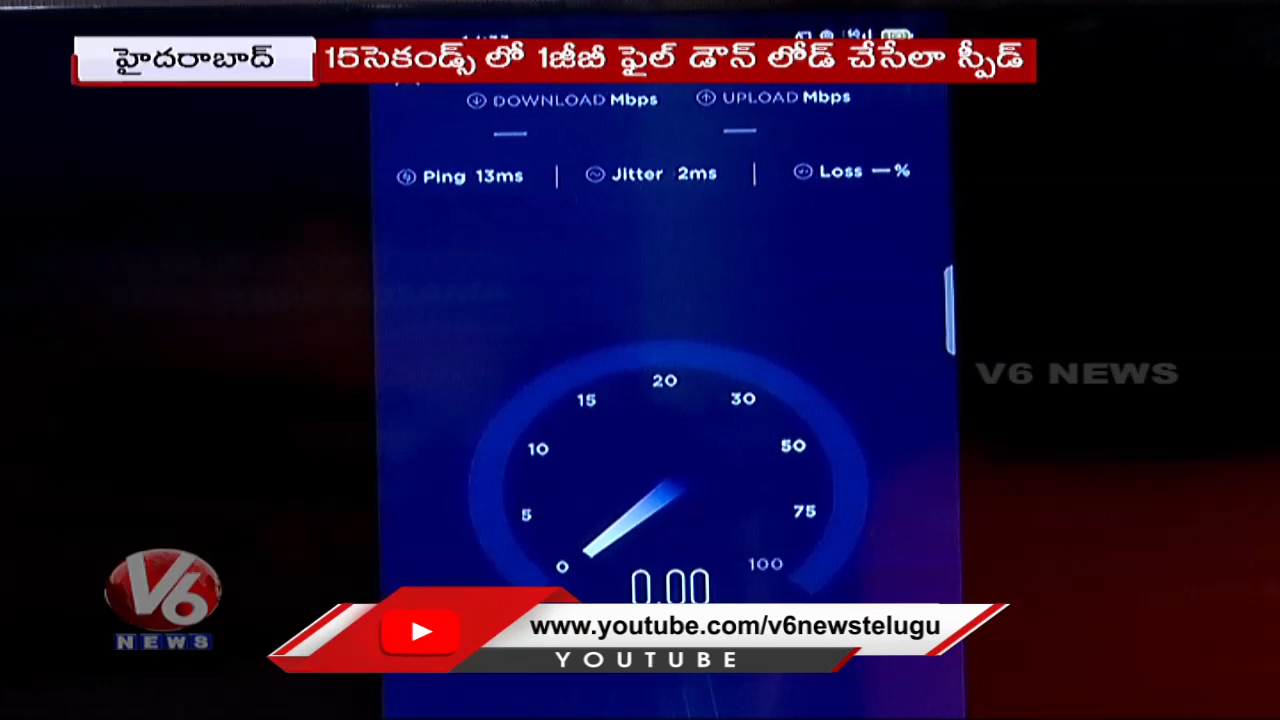 హైదరాబాద్ 15సెకండ్స్ లో 1జీబీ ఫైల్ డౌన్ లోడ్ చేసేలా స్పీడ్
DOWNLOAD Mbps UPLOAD Mbps
Ping 13ms Jitter 2ms Loss — %
V6 NEWS
20
15 30
10 50
5 75
0 100
0.00
V6
NEWS
www.youtube.com/v6newstelugu
YOUTUBE